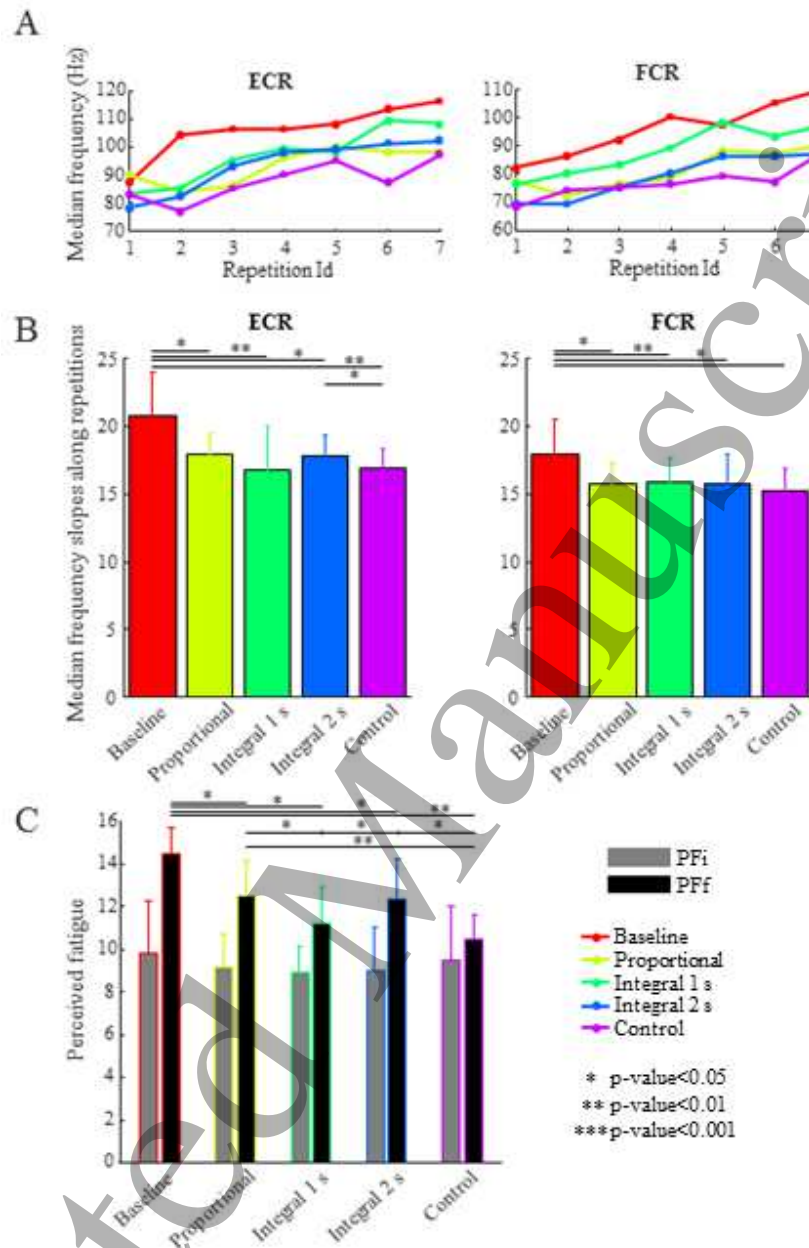 A
ECR
FCR
Median frequency (Hz)
120
110
100
90
80
70
1 2 3 4 5 6 7
Repetition Id
110
100
90
80
70
60
1 2 3 4 5 6
Repetition Id
B
ECR
FCR
Median frequency slopes along repetitions
* ** * ** *
* ** *
25
20
15
10
5
0
Baseline Proportional Integral 1 s Integral 2 s Control
25
20
15
10
5
0
Baseline Proportional Integral 1 s Integral 2 s Control
C
* * * **
* * * **
Perceived fatigue
16
14
12
10
8
6
4
2
0
Baseline Proportional Integral 1 s Integral 2 s Control
PFi
PFf
Baseline
Proportional
Integral 1 s
Integral 2 s
Control
* p-value<0.05
** p-value<0.01
*** p-value<0.001
ted Manuscri